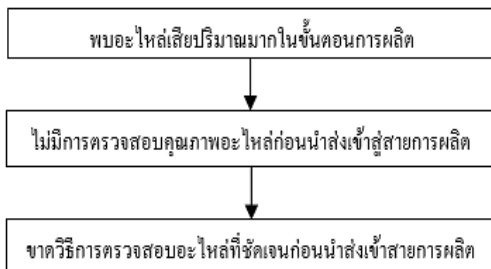 พบอะไหล่เสียปริมาณมากในขั้นตอนการผลิต
ไม่มีการตรวจสอบคุณภาพอะไหล่ก่อนนำส่งเข้าสู่สายการผลิต
ขาดวิธีการตรวจสอบอะไหล่ที่ชัดเจนก่อนนำส่งเข้าสายการผลิต